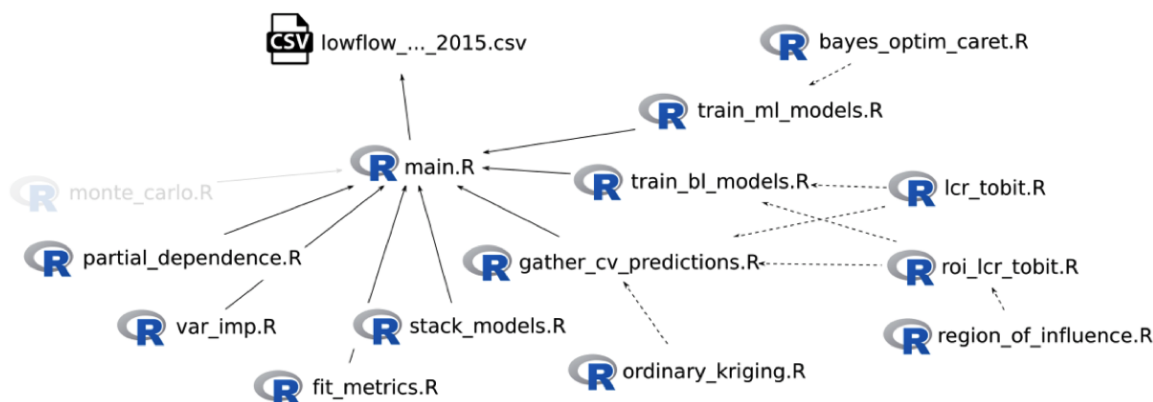 CSV lowflow_..._2015.csv
R bayes_optim_caret.R
R train_ml_models.R
R main.R
R train_bl_models.R
R lcr_tobit.R
R monte_carlo.R
R partial_dependence.R
R gather_cv_predictions.R
R roi_lcr_tobit.R
R var_imp.R
R stack_models.R
R region_of_influence.R
R ordinary_kriging.R
R fit_metrics.R